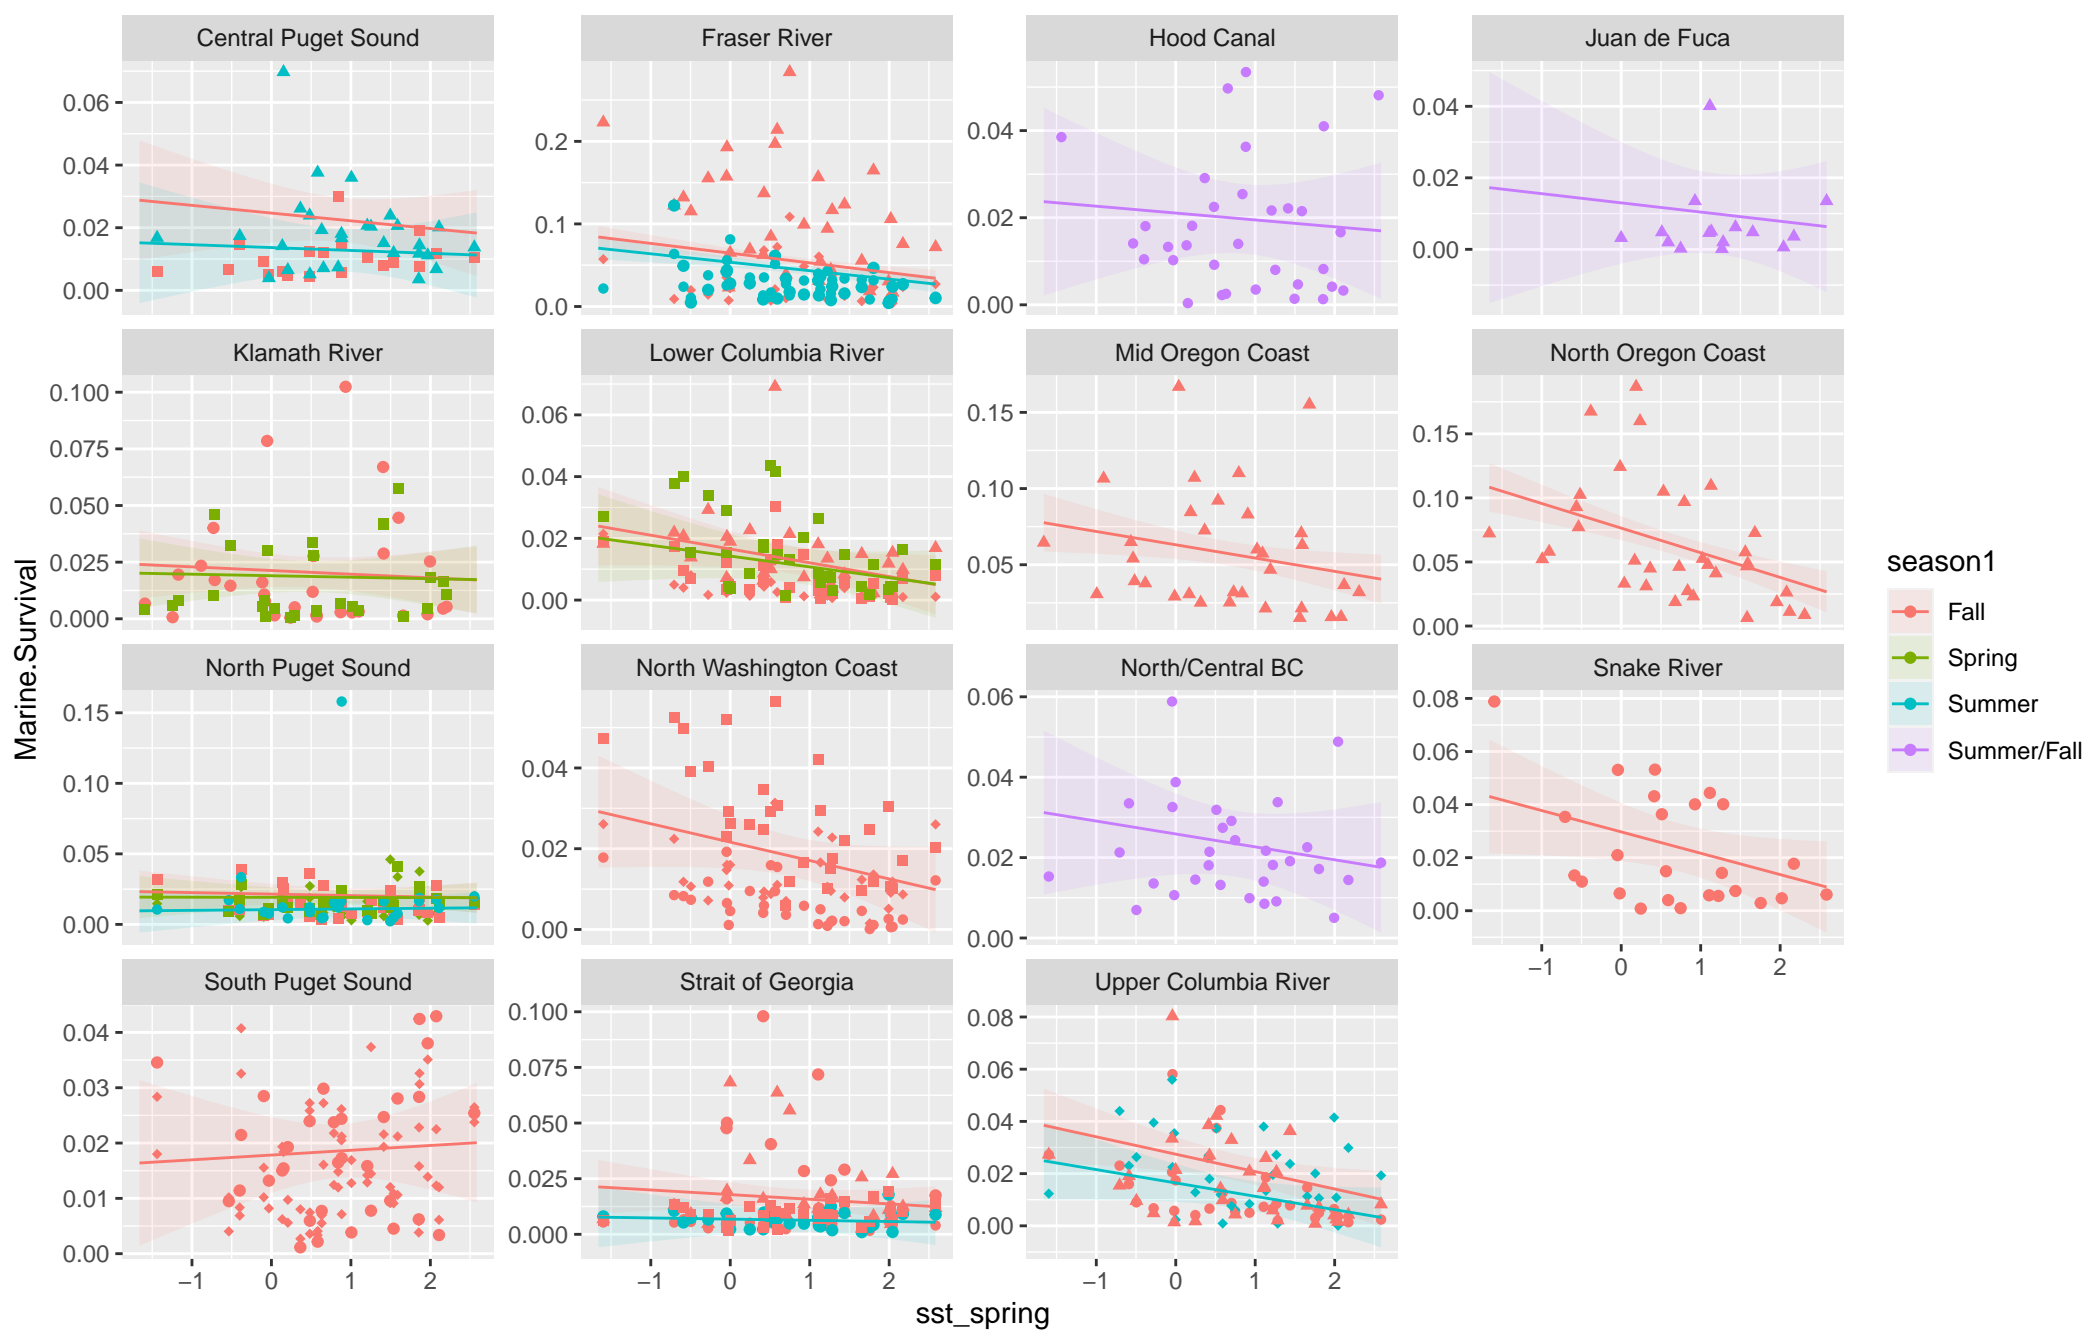 Central Puget Sound
Fraser River
Hood Canal
Juan de Fuca
0.06
0.04
0.02
0.00
0.2
0.1
0.0
0.04
0.02
0.00
0.04
0.02
0.00
Klamath River
Lower Columbia River
Mid Oregon Coast
North Oregon Coast
0.100
0.075
0.050
0.025
0.000
0.06
0.04
0.02
0.00
0.15
0.10
0.05
0.15
0.10
0.05
0.00
North Puget Sound
North Washington Coast
North/Central BC
Snake River
0.15
0.10
0.05
0.00
0.04
0.02
0.00
0.06
0.04
0.02
0.00
0.08
0.06
0.04
0.02
0.00
−1 0 1 2
South Puget Sound
Strait of Georgia
Upper Columbia River
0.04
0.03
0.02
0.01
0.00
0.100
0.075
0.050
0.025
0.000
0.08
0.06
0.04
0.02
0.00
−1 0 1 2
−1 0 1 2
−1 0 1 2
sst_spring
Marine.Survival
season1
Fall
Spring
Summer
Summer/Fall